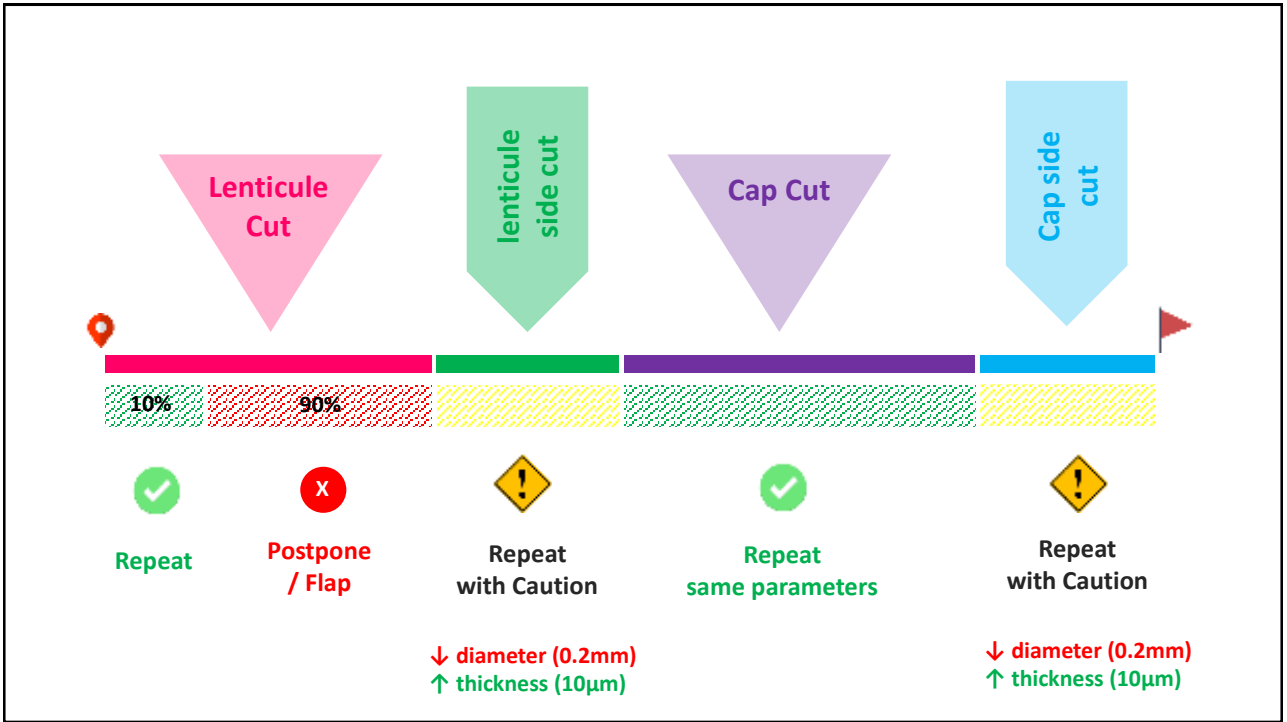 Lenticule
Cut
lenticule
side cut
Cap Cut
Cap side
cut
10%
90%
X
!
!
Repeat
Postpone
/ Flap
Repeat
with Caution
Repeat
same parameters
Repeat
with Caution
↓ diameter (0.2mm)
↑ thickness (10µm)
↓ diameter (0.2mm)
↑ thickness (10µm)